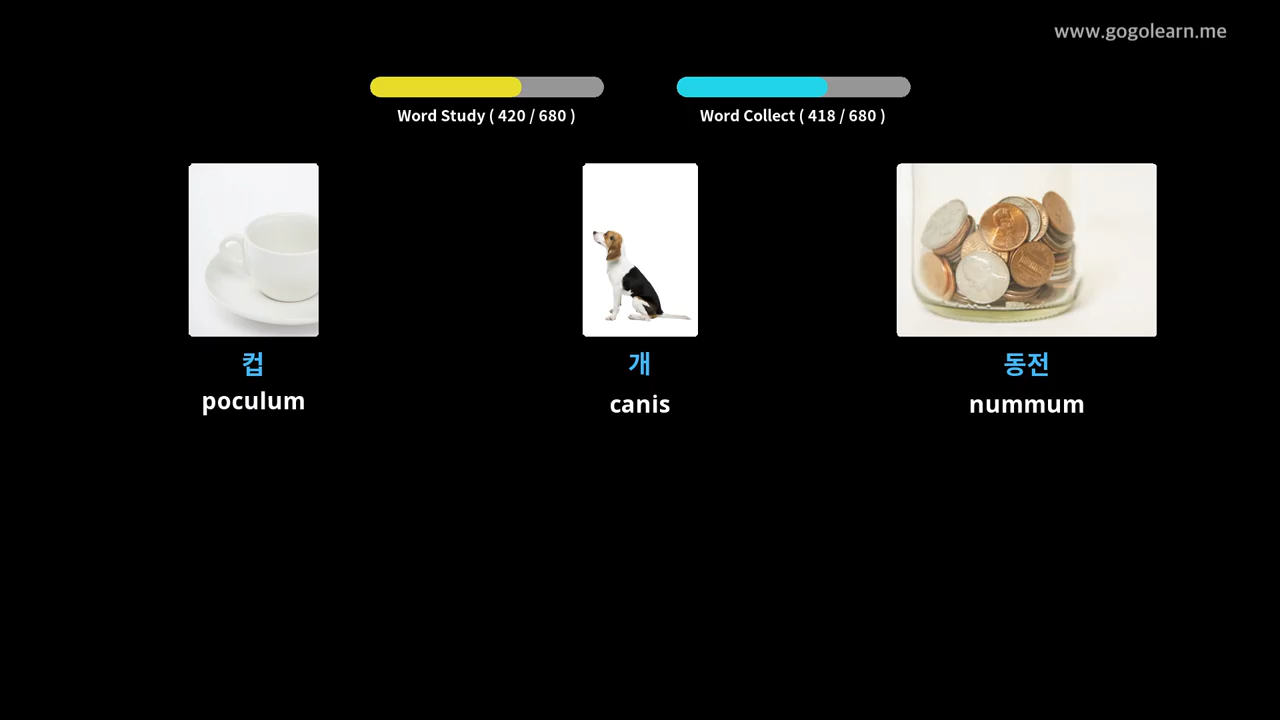 www.gogolearn.me
Word Study ( 420 / 680 )
Word Collect ( 418 / 680 )
컵
poculum
개
canis
동전
nummum